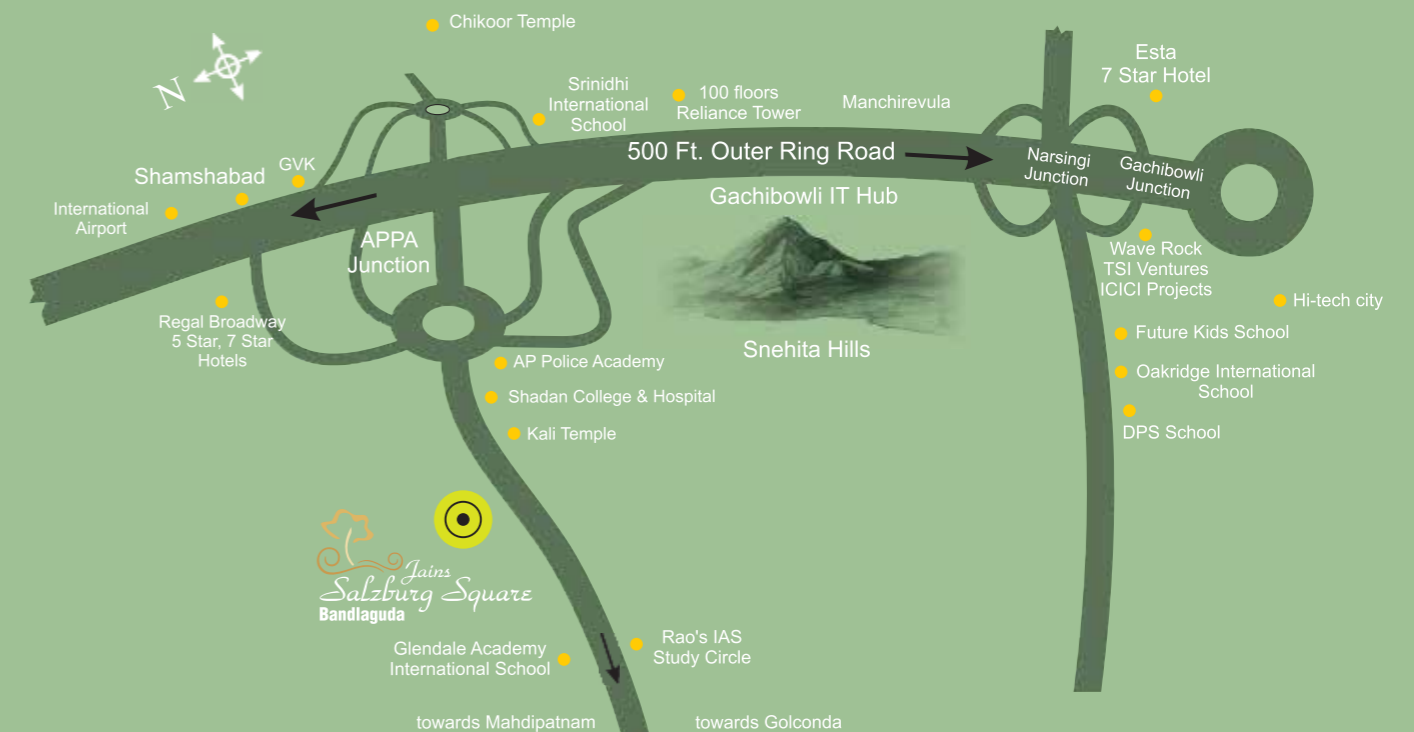 Chikoor Temple
N
Esta
7 Star Hotel
Srinidhi
International
School
100 floors
Reliance Tower
Manchirevula
500 Ft. Outer Ring Road
Narsingi
Junction
Gachibowli
Junction
GVK
Shamshabad
International
Airport
Gachibowli IT Hub
APPA
Junction
Wave Rock
TSI Ventures
ICICI Projects
Hi-tech city
Regal Broadway
5 Star, 7 Star
Hotels
Snehita Hills
Future Kids School
AP Police Academy
Oakridge International
School
Shadan College & Hospital
Kali Temple
DPS School
Jains
Salzburg Square
Bandlaguda
Glendale Academy
International School
Rao's IAS
Study Circle
towards Mahdipatnam
towards Golconda